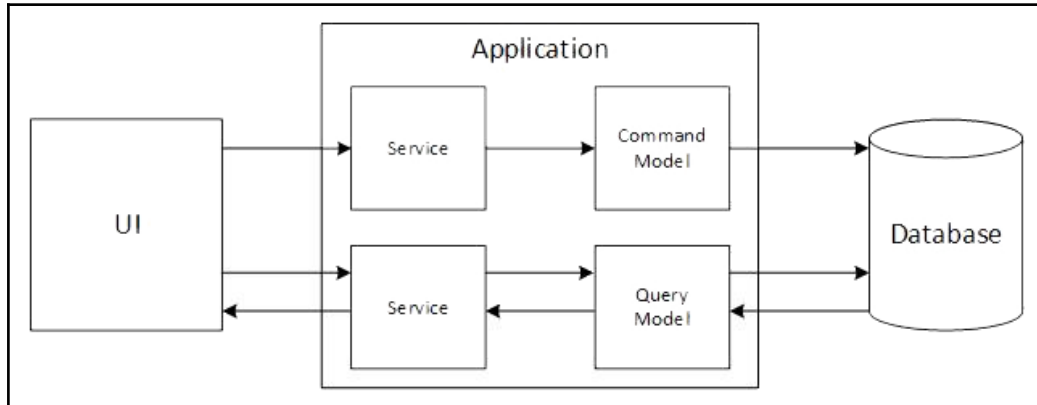 Application
Service
Command
Model
UI
Database
Service
Query
Model